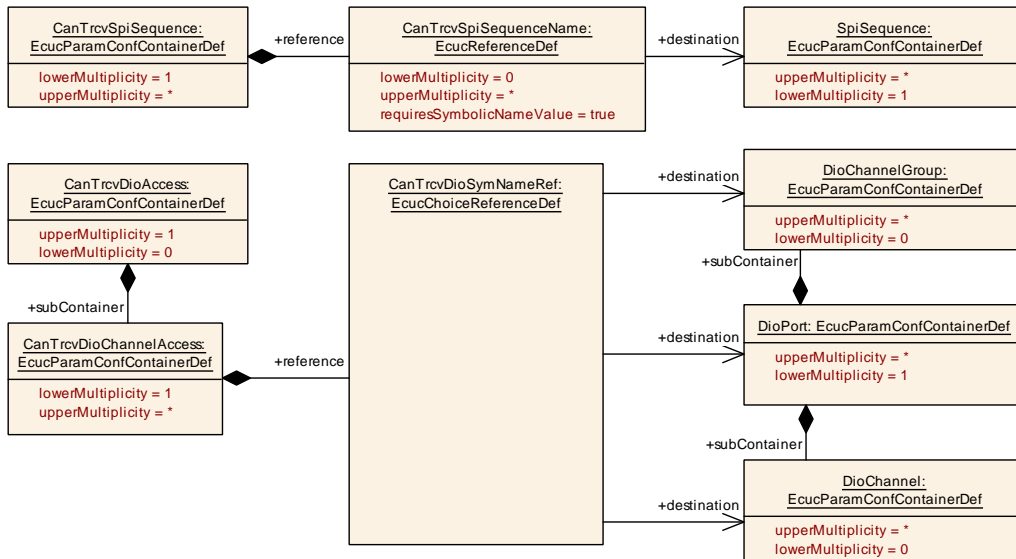 CanTrcvSpiSequence:
EcucParamConfContainerDef
lowerMultiplicity = 1
upperMultiplicity = *
+reference
CanTrcvSpiSequenceName:
EcucReferenceDef
lowerMultiplicity = 0
upperMultiplicity = *
requiresSymbolicNameValue = true
+destination
SpiSequence:
EcucParamConfContainerDef
upperMultiplicity = *
lowerMultiplicity = 1
CanTrcvDioAccess:
EcucParamConfContainerDef
upperMultiplicity = 1
lowerMultiplicity = 0
+subContainer
CanTrcvDioChannelAccess:
EcucParamConfContainerDef
lowerMultiplicity = 1
upperMultiplicity = *
+reference
CanTrcvDioSymNameRef:
EcucChoiceReferenceDef
+destination
DioChannelGroup:
EcucParamConfContainerDef
upperMultiplicity = *
lowerMultiplicity = 0
+subContainer
+destination
DioPort: EcucParamConfContainerDef
upperMultiplicity = *
lowerMultiplicity = 1
+subContainer
+destination
DioChannel:
EcucParamConfContainerDef
upperMultiplicity = *
lowerMultiplicity = 0